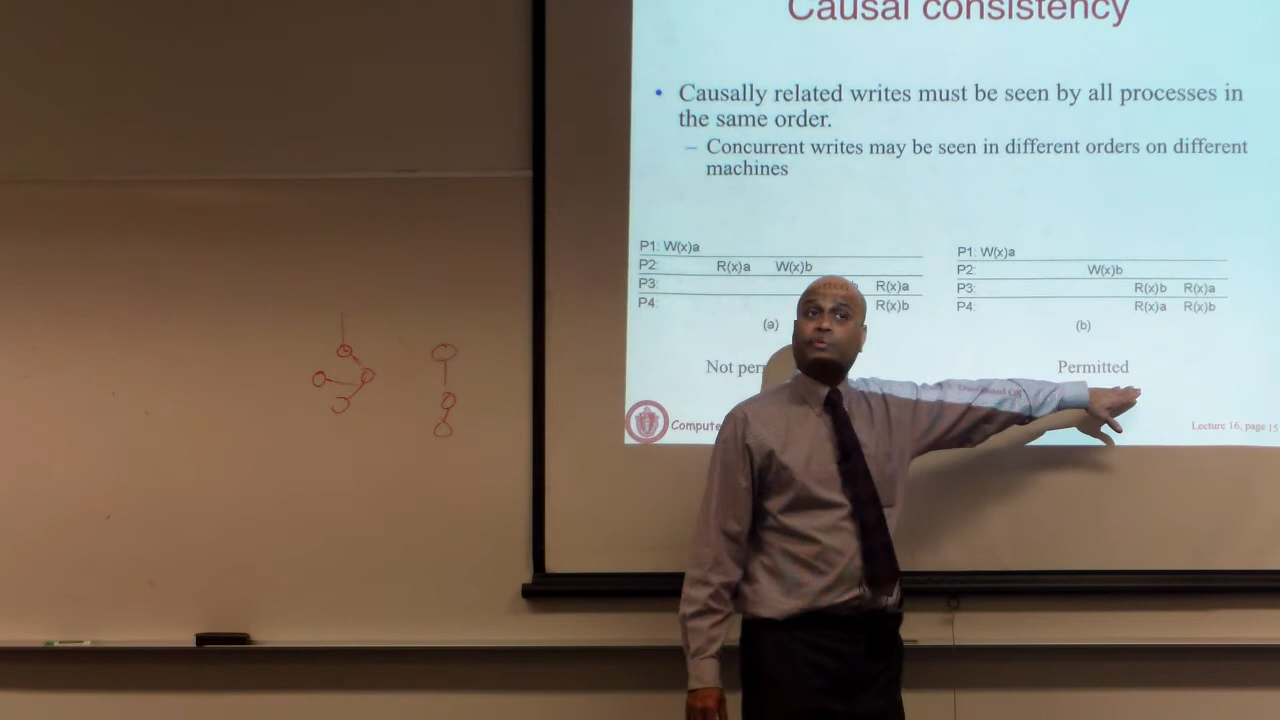 Causal consistency
• Causally related writes must be seen by all processes in
the same order.
– Concurrent writes may be seen in different orders on different
machines
P1: W(x)a
P2: R(x)a W(x)b
P3: R(x)a
P4: R(x)b
(a)
Not
P1: W(x)a
P2: W(x)b
P3: R(x)b R(x)a
P4: R(x)a R(x)b
(b)
Permitted
Lecture 16, page 15